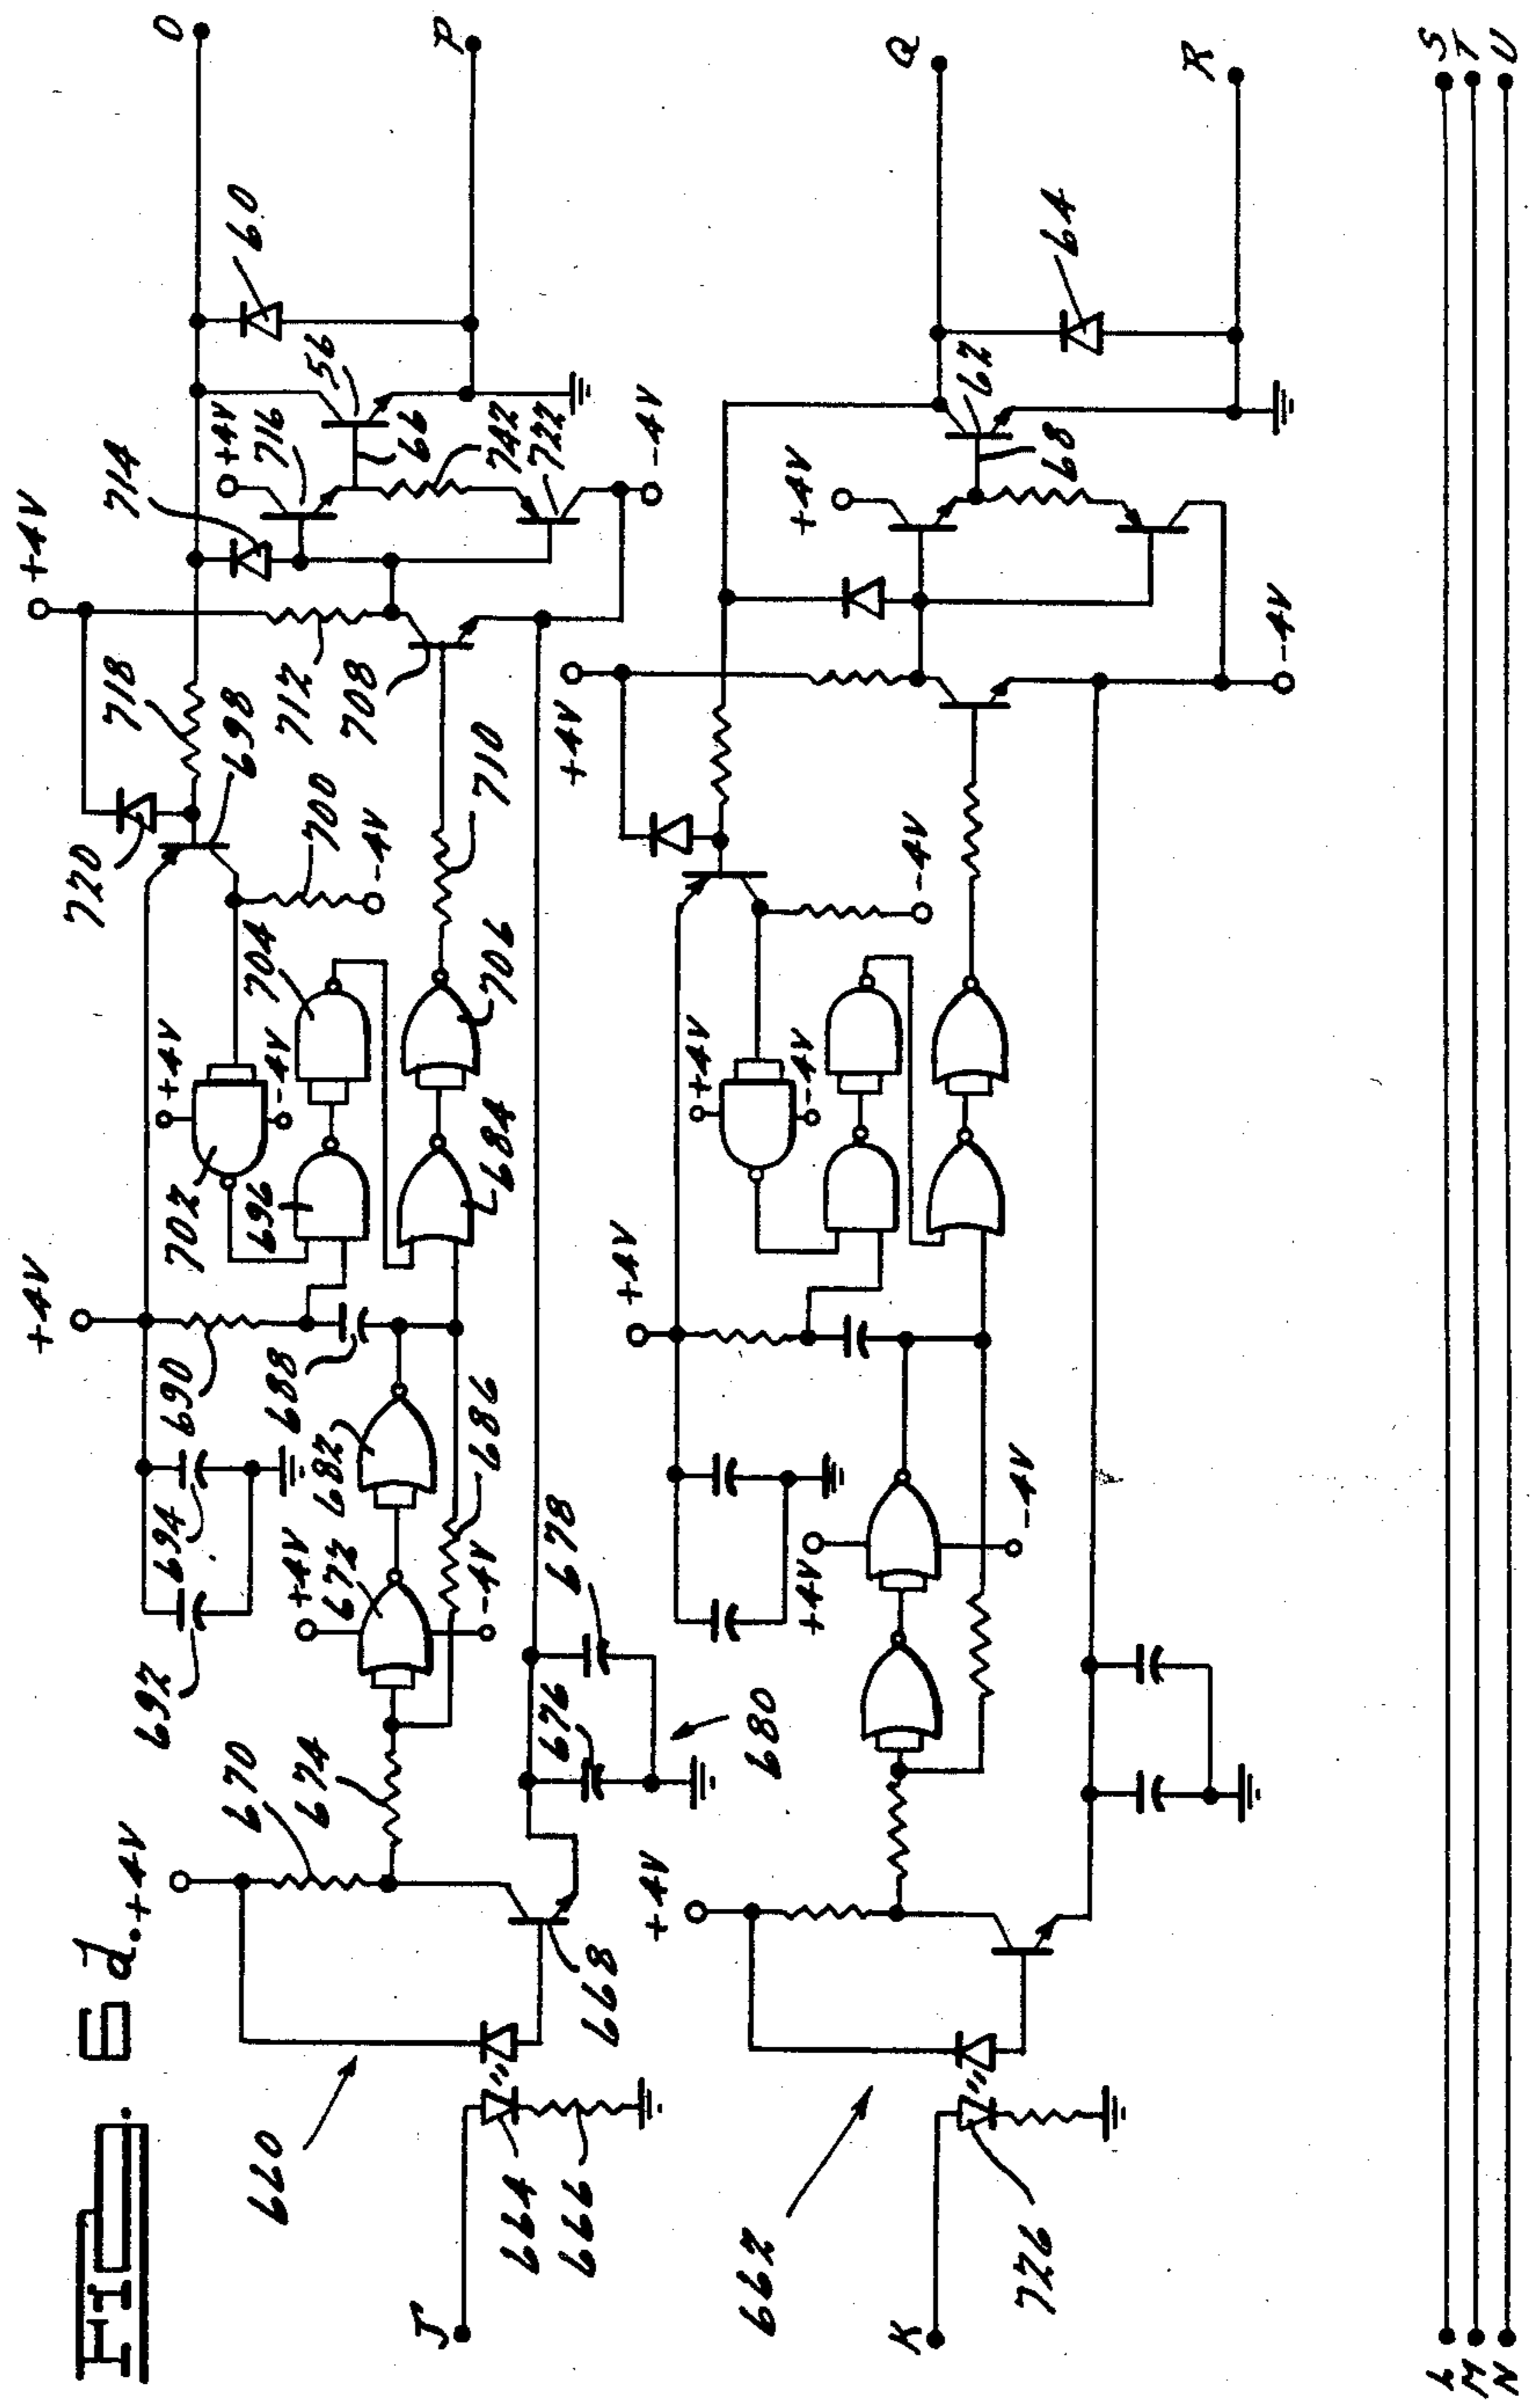 FIG. 6d.
+4V
+4V
+4V
O
692
694
690
720
718
714
60
P
660
670
674
+4V
672
682
688
702
+4V
-4V
696
704
698
700
-4V
712
708
+4V
716
56
66
742
722
-4V
J
664
666
668
676
678
680
-4V
686
684
706
710
+4V
+4V
+4V
+4V
Q
662
+4V
-4V
+4V
-4V
-4V
-4V
62
68
64
R
K
726
L
M
N
S
T
U